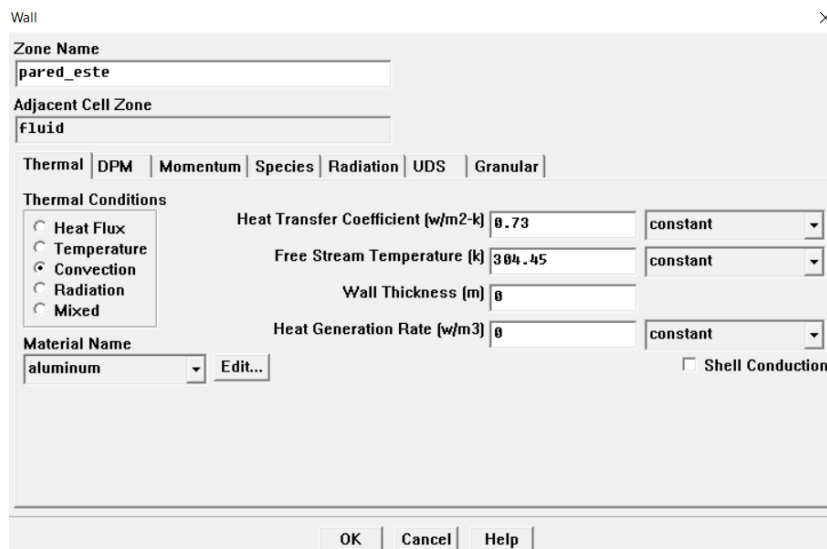 Wall
Zone Name
pared_este
Adjacent Cell Zone
fluid
Thermal DPM Momentum Species Radiation UDS Granular
Thermal Conditions
Heat Flux
Temperature
Convection
Radiation
Mixed
Heat Transfer Coefficient (w/m2-k) 0.73 constant
Free Stream Temperature (k) 304.45 constant
Wall Thickness (m) 0
Heat Generation Rate (w/m3) 0 constant
Material Name
aluminum Edit...
Shell Conduction
OK Cancel Help